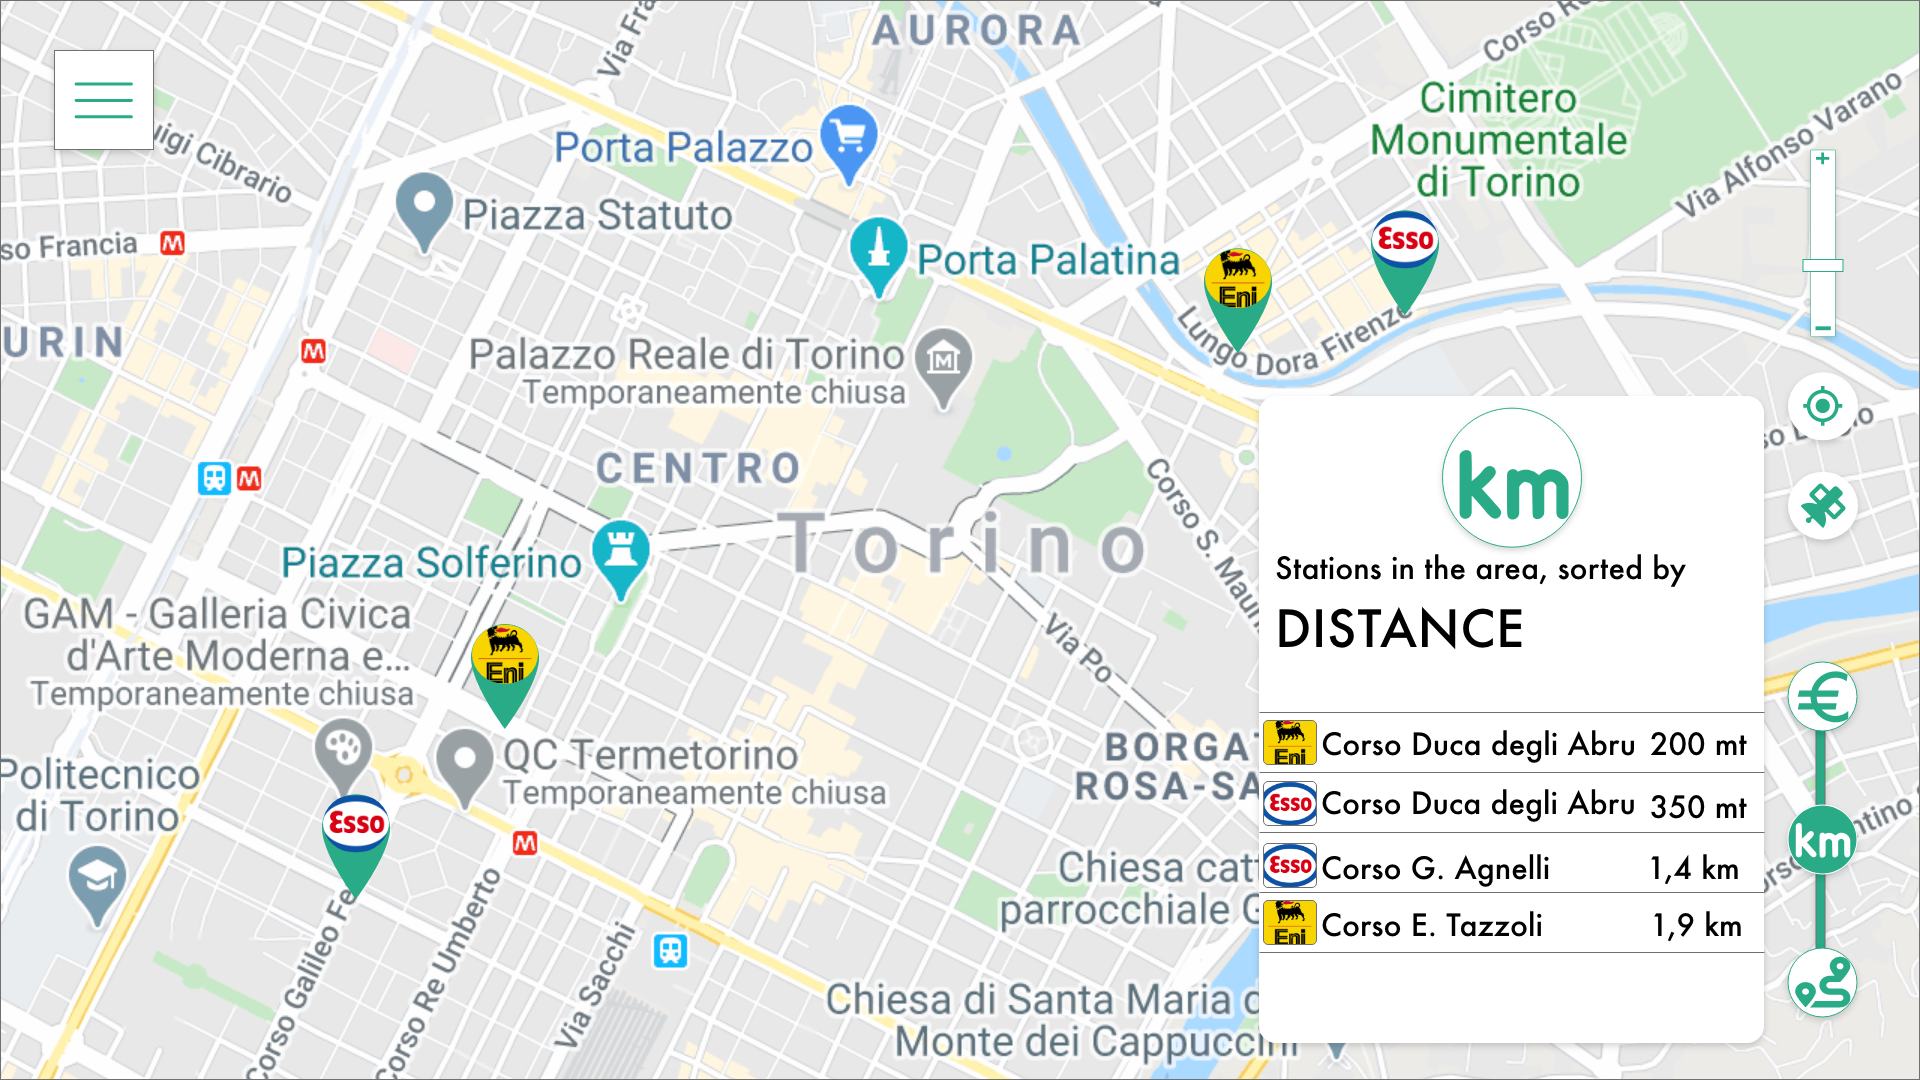 AURORA
Via Fra
Corso Ro
Cimitero
Monumentale
di Torino
Via Alfonso Varano
uigi Cibrario
Porta Palazzo
Piazza Statuto
so Francia
M
Porta Palatina
Esso
Eni
Lungo Dora Firenze
+
−
URIN
M
Palazzo Reale di Torino
Temporaneamente chiusa
CENTRO
M
Torino
Corso S. Mauri
Piazza Solferino
GAM - Galleria Civica
d'Arte Moderna e...
Temporaneamente chiusa
Eni
Via Po
QC Termetorino
Temporaneamente chiusa
Politecnico
di Torino
Esso
M
BORGA
ROSA-SA
Chiesa catt
parrocchiale G
Corso Galileo Fe
Corso Re Umberto
Via Sacchi
Chiesa di Santa Maria d
Monte dei Cappuccini
km
Stations in the area, sorted by
DISTANCE
Eni Corso Duca degli Abru 200 mt
Esso Corso Duca degli Abru 350 mt
Esso Corso G. Agnelli 1,4 km
Eni Corso E. Tazzoli 1,9 km
€
km